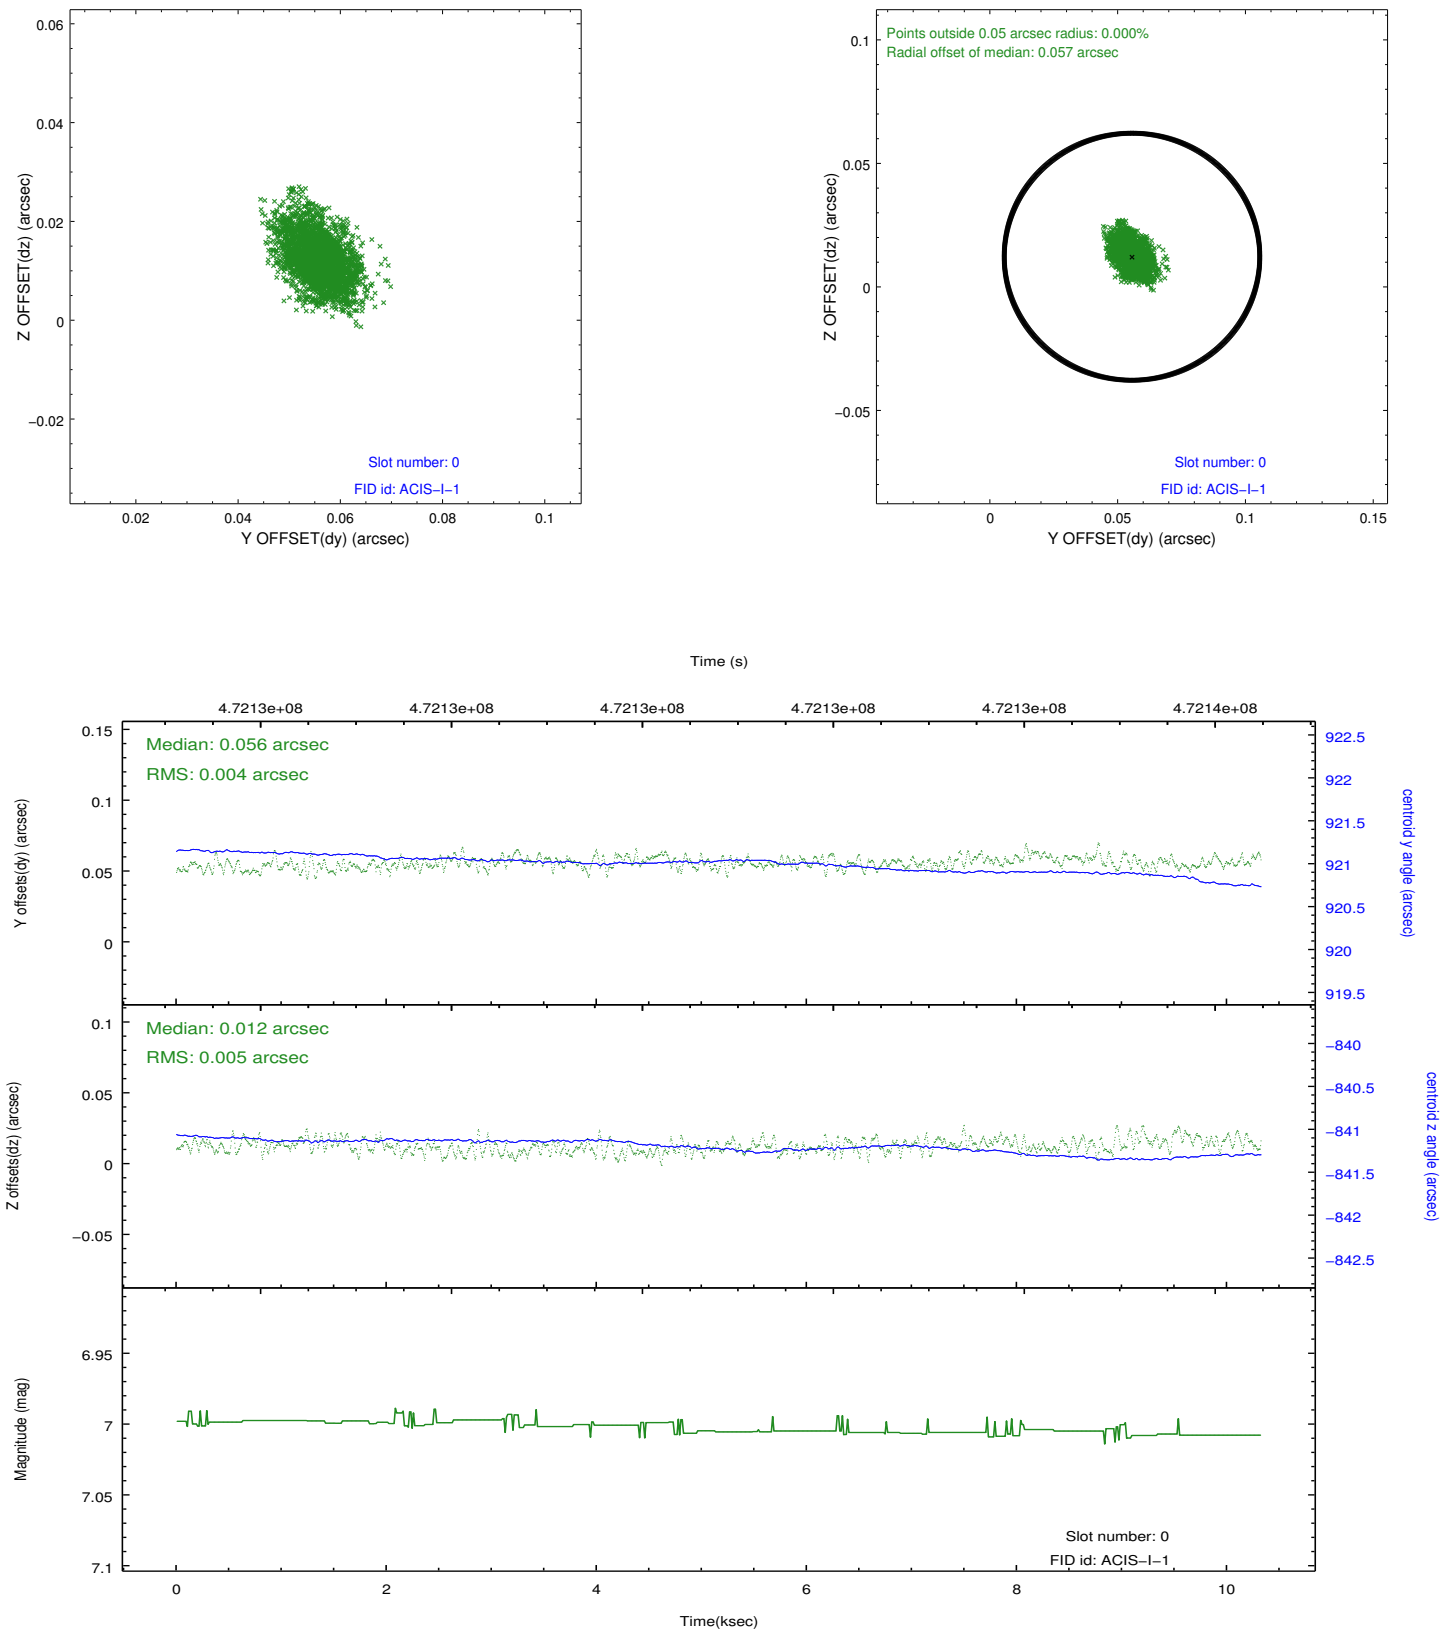 0.06
0.04
0.02
0
−0.02
Z OFFSET(dz) (arcsec)
Slot number: 0
FID id: ACIS−I−1
0.02 0.04 0.06 0.08 0.1
Y OFFSET(dy) (arcsec)
Points outside 0.05 arcsec radius: 0.000%
Radial offset of median: 0.057 arcsec
0.1
0.05
0
−0.05
Z OFFSET(dz) (arcsec)
Slot number: 0
FID id: ACIS−I−1
0 0.05 0.1 0.15
Y OFFSET(dy) (arcsec)
Time (s)
4.7213e+08 4.7213e+08 4.7213e+08 4.7213e+08 4.7213e+08 4.7214e+08
Median: 0.056 arcsec
RMS: 0.004 arcsec
0.15
0.1
0.05
0
Y offsets(dy) (arcsec)
922.5
922
921.5
921
920.5
920
919.5
centroid y angle (arcsec)
Median: 0.012 arcsec
RMS: 0.005 arcsec
0.1
0.05
0
−0.05
Z offsets(dz) (arcsec)
−840
−840.5
−841
−841.5
−842
−842.5
centroid z angle (arcsec)
6.95
7
7.05
7.1
Magnitude (mag)
Slot number: 0
FID id: ACIS−I−1
0 2 4 6 8 10
Time(ksec)